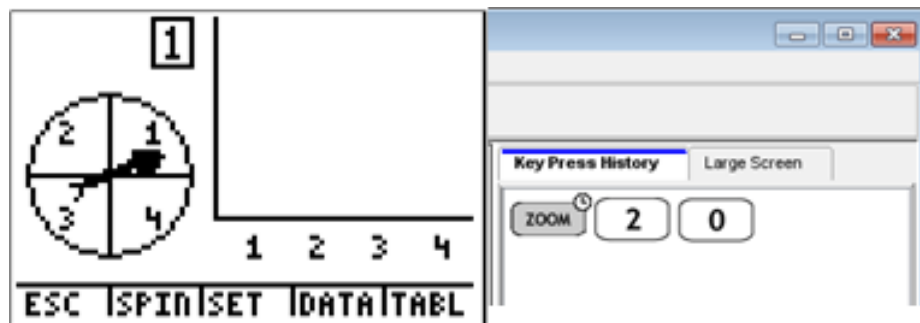 1
2 1
3 4
1 2 3 4
ESC SPIN SET DATA TABL
Key Press History Large Screen
ZOOM 2 0